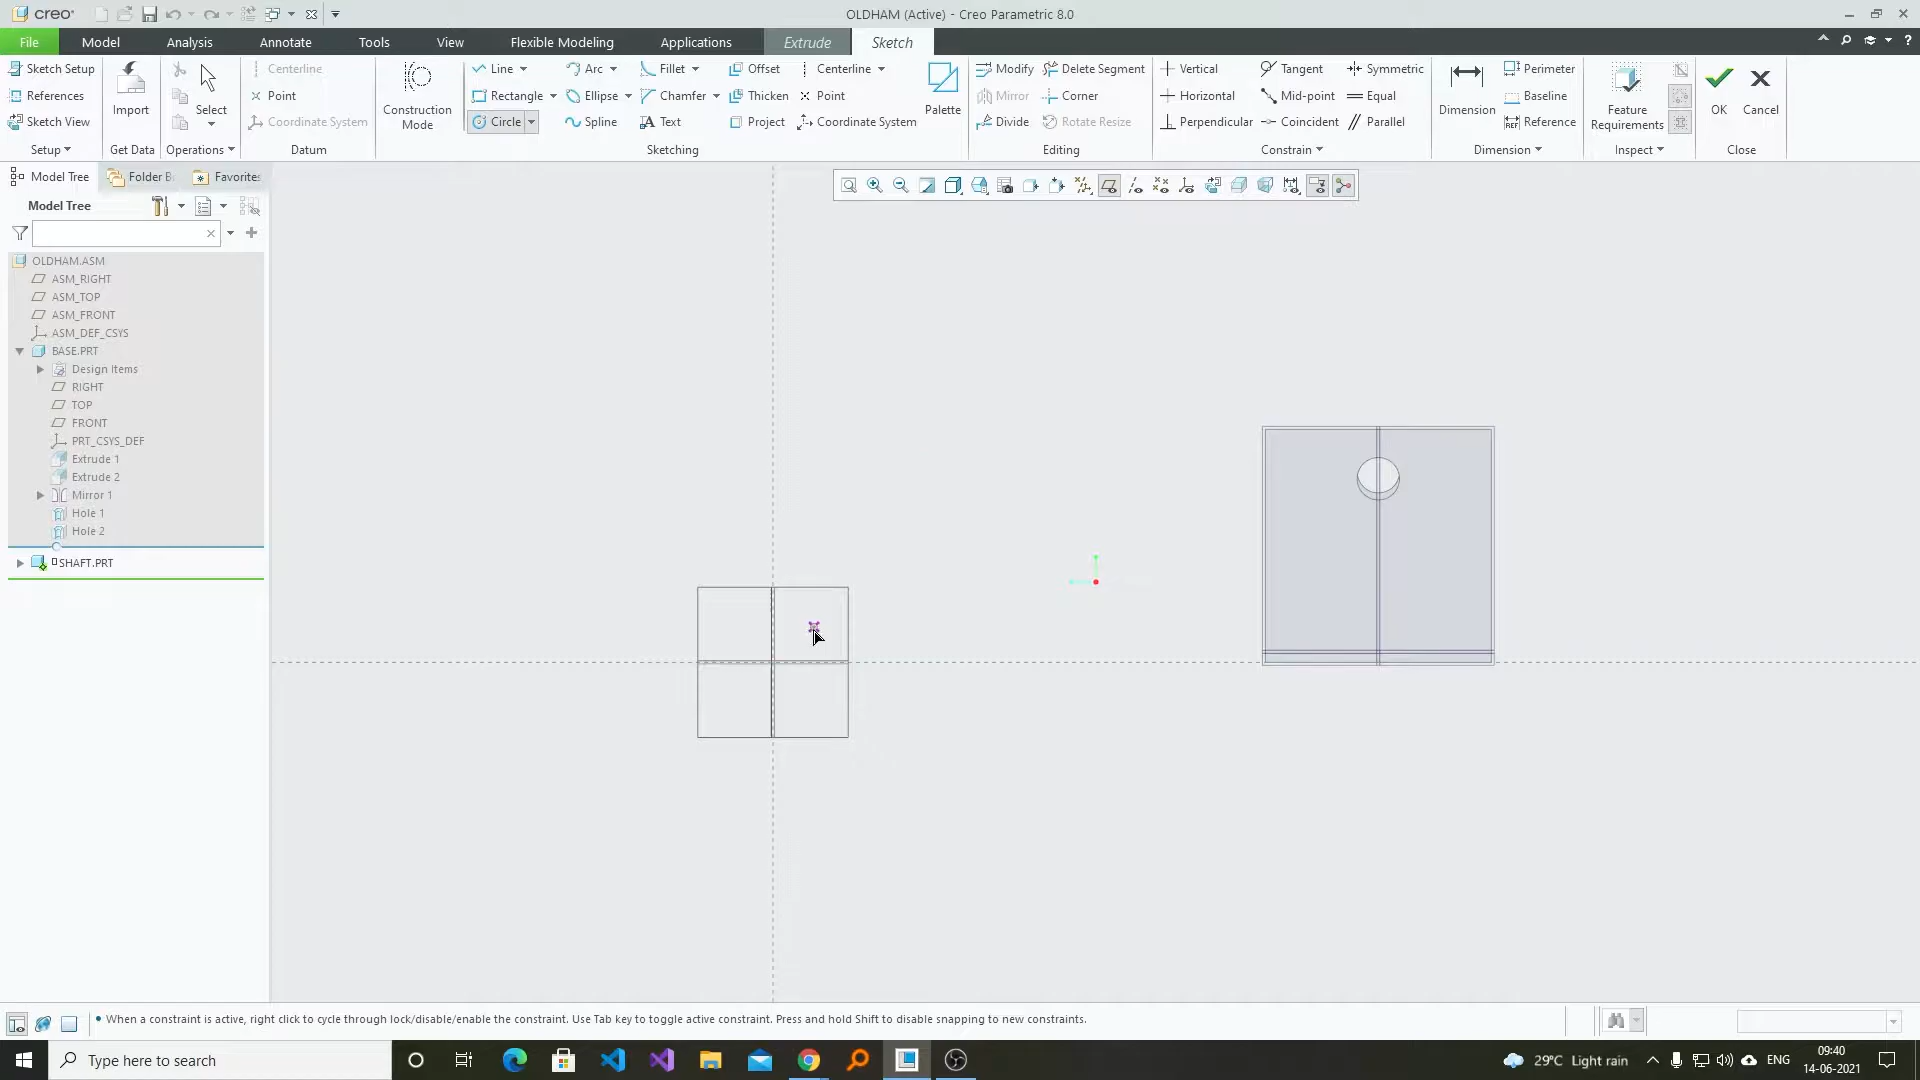 creo
OLDHAM (Active) - Creo Parametric 8.0
File Model Analysis Annotate Tools View Flexible Modeling Applications Extrude Sketch
Sketch Setup
References
Sketch View
Setup
Import
Get Data
Select
Operations
Centerline
Point
Coordinate System
Datum
Construction
Mode
Line Arc Fillet Offset Centerline
Rectangle Ellipse Chamfer Thicken Point
Circle Spline Text Project Coordinate System
Palette
Sketching
Modify Delete Segment
Mirror Corner
Divide Rotate Resize
Editing
Vertical Tangent Symmetric
Horizontal Mid-point Equal
Perpendicular Coincident Parallel
Constrain
Dimension
Perimeter
Baseline
Reference
Dimension
Feature
Requirements
Inspect
OK Cancel
Close
Model Tree Folder B Favorites
Model Tree
OLDHAM.ASM
ASM_RIGHT
ASM_TOP
ASM_FRONT
ASM_DEF_CSYS
BASE.PRT
Design Items
RIGHT
TOP
FRONT
PRT_CSYS_DEF
Extrude 1
Extrude 2
Mirror 1
Hole 1
Hole 2
SHAFT.PRT
• When a constraint is active, right click to cycle through lock/disable/enable the constraint. Use Tab key to toggle active constraint. Press and hold Shift to disable snapping to new constraints.
Type here to search
29°C Light rain
ENG
09:40
14-06-2021